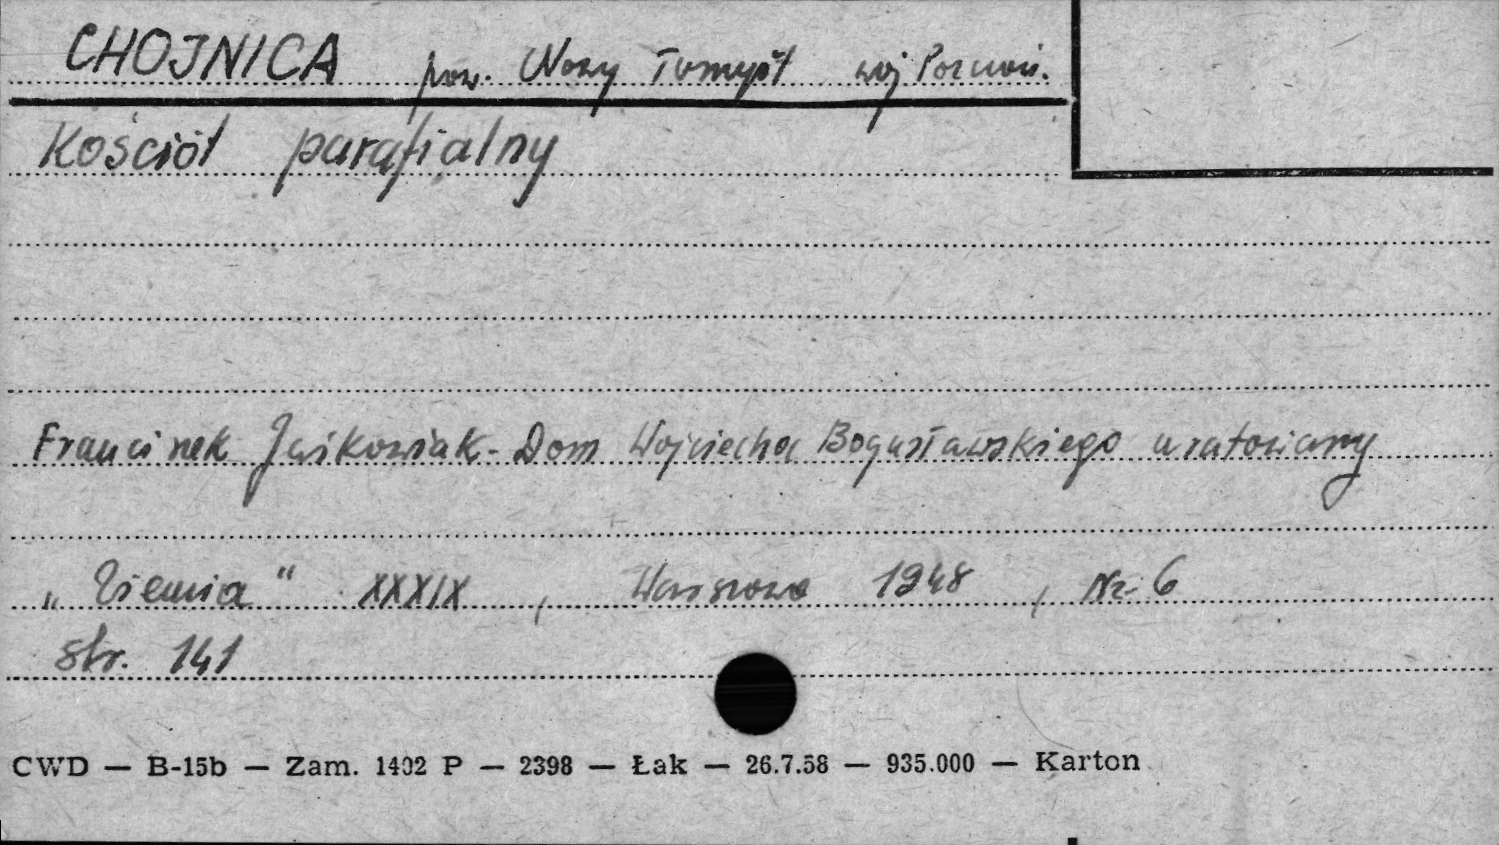 CHOJNICA pow. Nowy Tomyśl woj Poznań.
Kościół parafialny
Franciszek Jaśkowiak - Dom Wojciecha Bogusławskiego uratowany
„Ziemia“ XXXIX , Warszawa 1948 , Nr. 6
str. 141
CWD — B-15b — Zam. 1402 P — 2398 — Łak — 26.7.58 — 935.000 — Karton